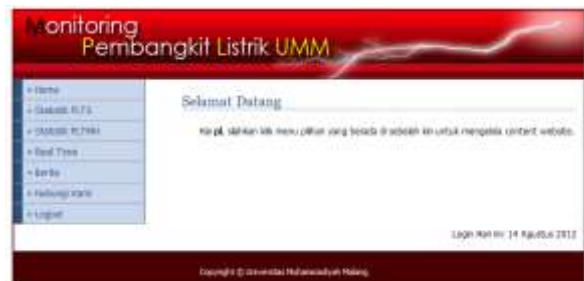 Monitoring
Pembangkit Listrik UMM
» Home
» Statistik PLTS
» Statistik PLTMH
» Real Time
» Berita
» Hubungi Kami
» Logout
Selamat Datang
Hai pl, silahkan klik menu pilihan yang berada di sebelah kiri untuk mengelola content website.
Login Hari ini: 14 Agustus 2012
Copyright © Universitas Muhammadiyah Malang.